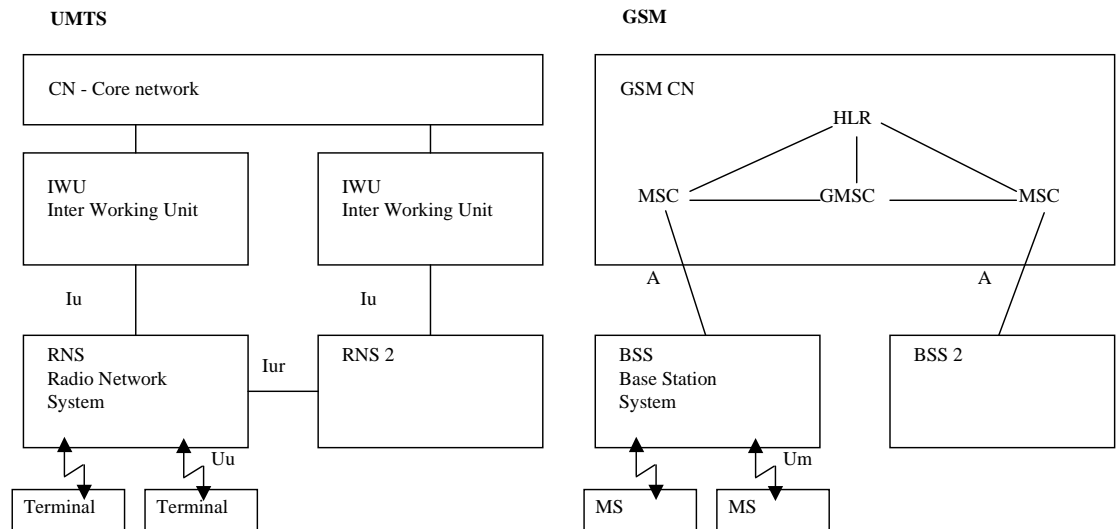 UMTS
GSM
CN - Core network
GSM CN
HLR
MSC
GMSC
MSC
IWU
Inter Working Unit
IWU
Inter Working Unit
Iu
Iu
A
A
RNS
Radio Network
System
Iur
RNS 2
BSS
Base Station
System
BSS 2
Uu
Um
Terminal
Terminal
MS
MS